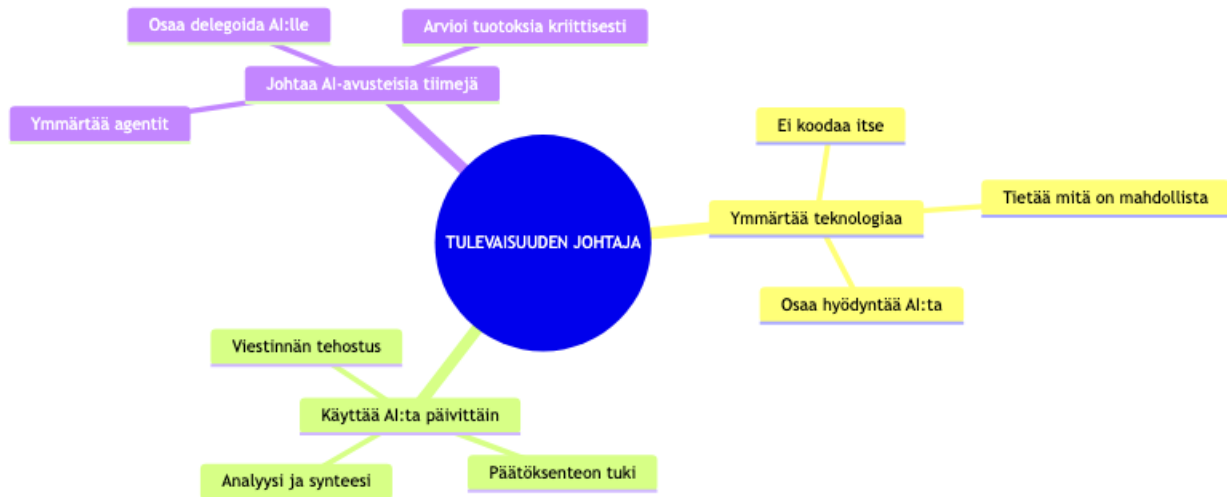 Osaa delegoida AI:lle
Arvioi tuotoksia kriittisesti
Johtaa AI-avusteisia tiimejä
Ymmärtää agentit
Ei koodaa itse
Tietää mitä on mahdollista
Ymmärtää teknologiaa
TULEVAISUUDEN JOHTAJA
Osaa hyödyntää AI:ta
Viestinnän tehostus
Käyttää AI:ta päivittäin
Päätöksenteon tuki
Analyysi ja synteesi